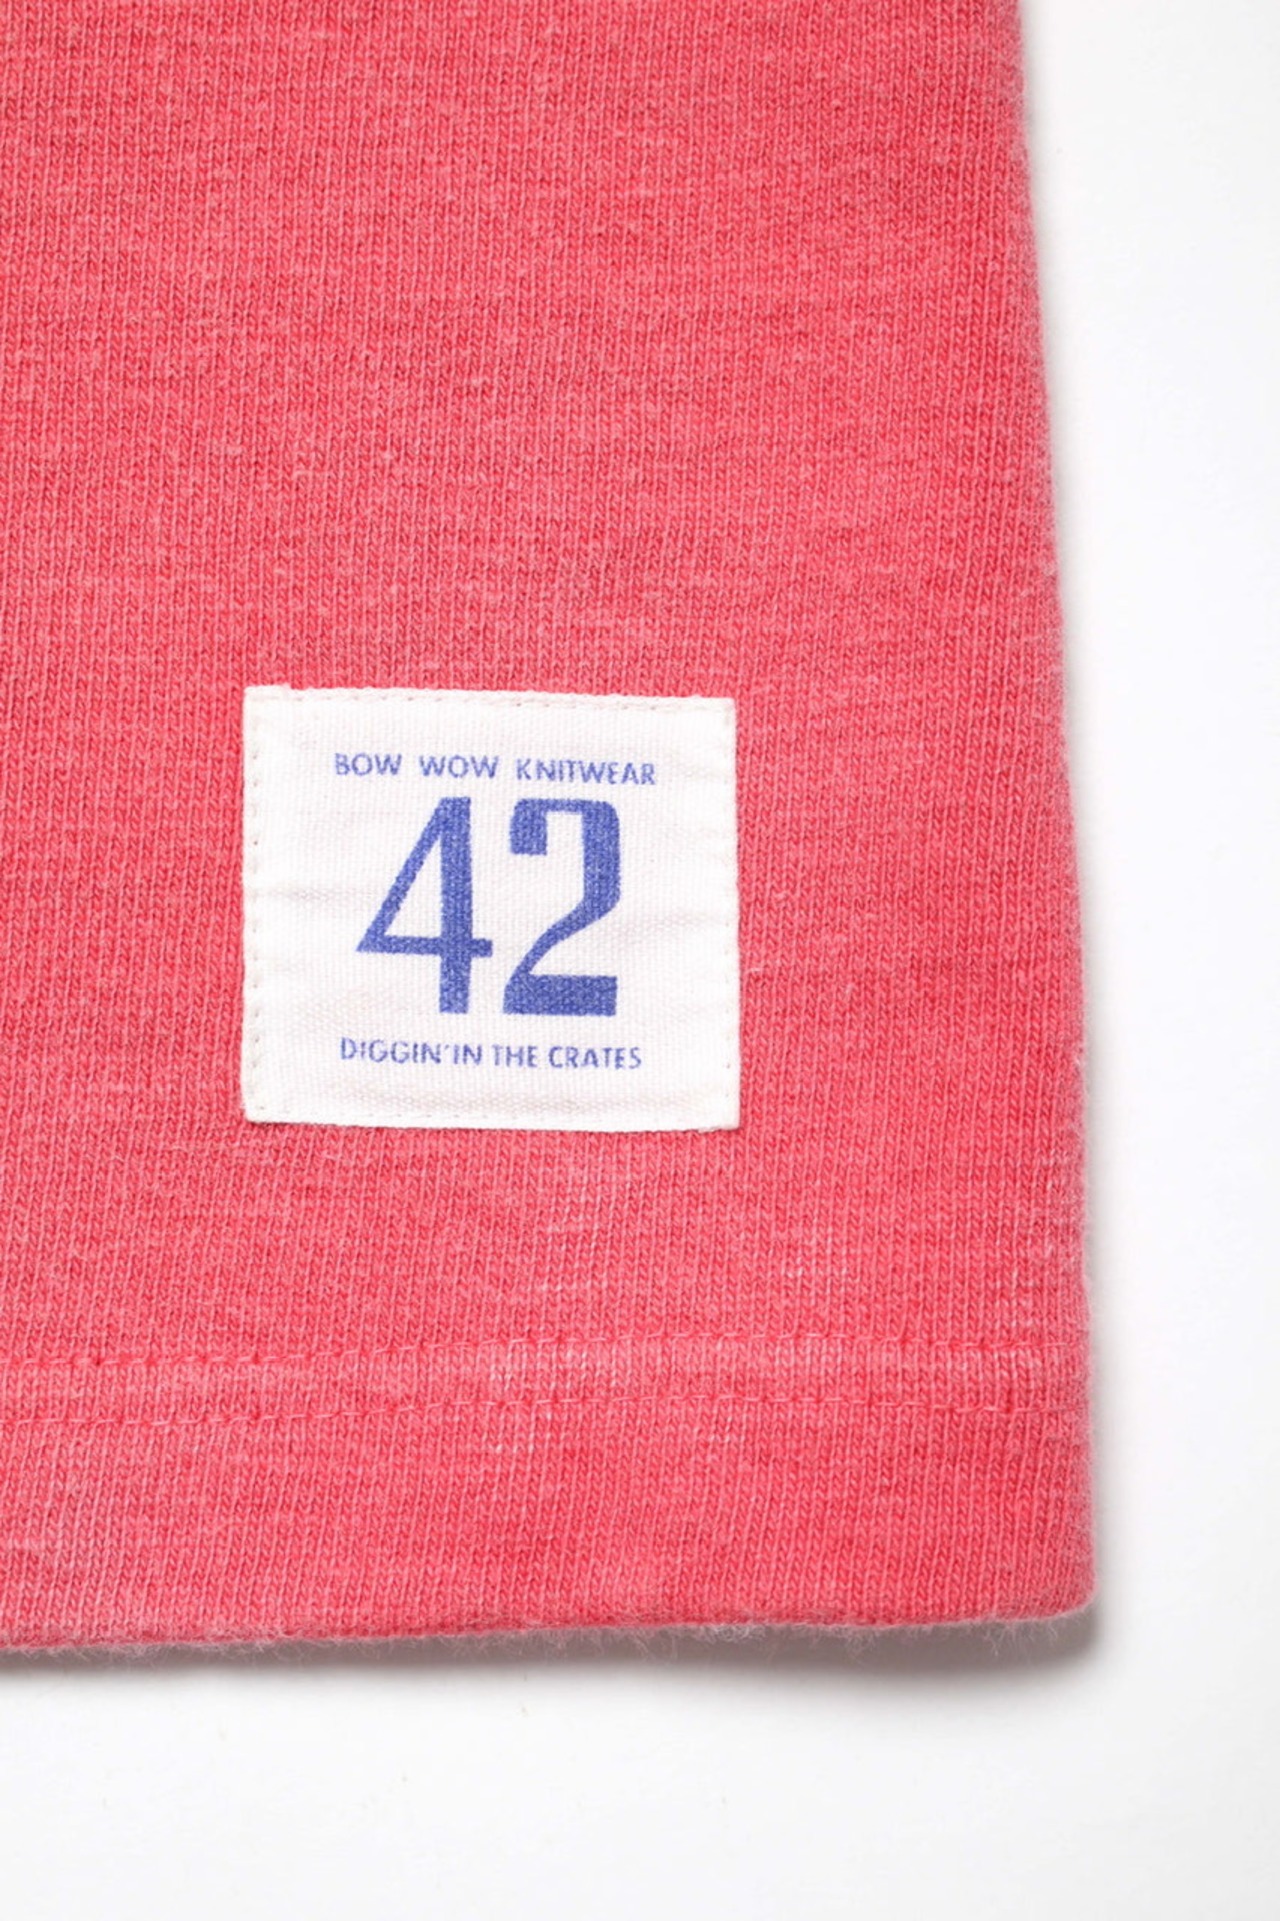 BOW WOW KNITWEAR
42
DIGGIN'IN THE CRATES